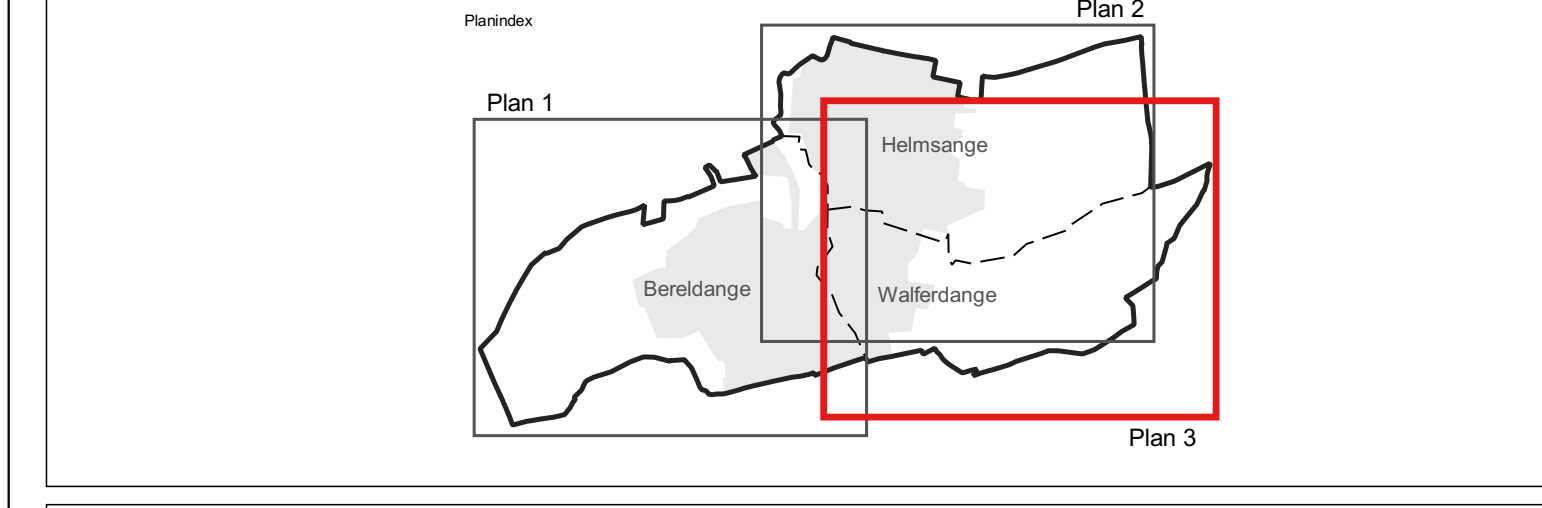 Plan 2
Planindex
Plan 1
Helmsange
Bereldange
Walferdange
Plan 3